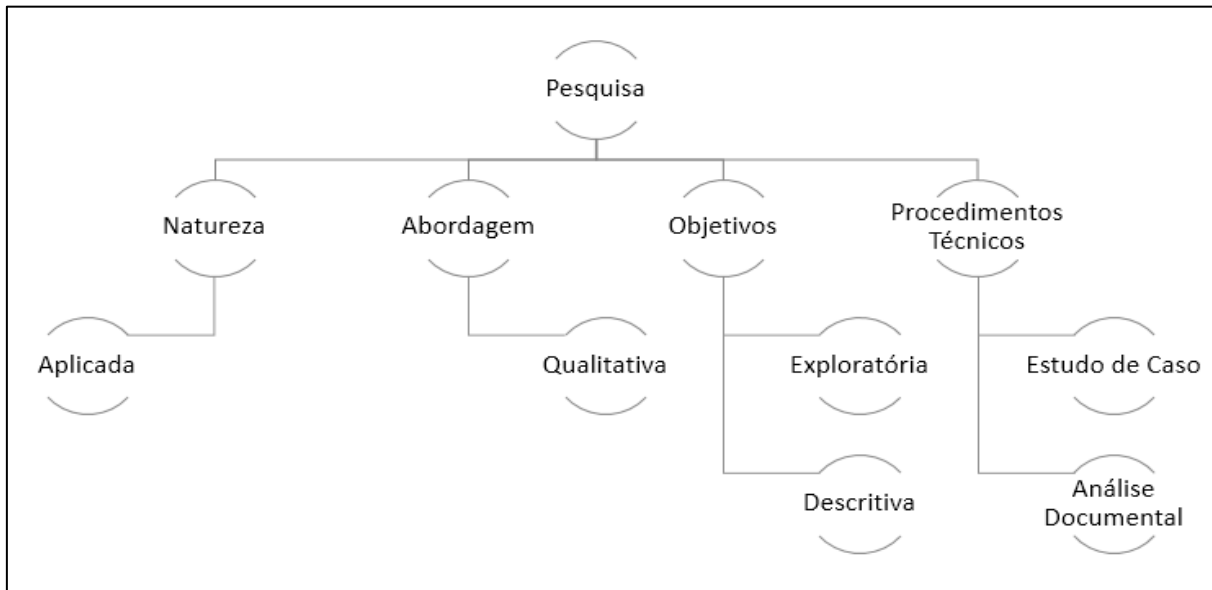 Pesquisa
Natureza
Abordagem
Objetivos
Procedimentos
Técnicos
Aplicada
Qualitativa
Exploratória
Estudo de Caso
Descritiva
Análise
Documental